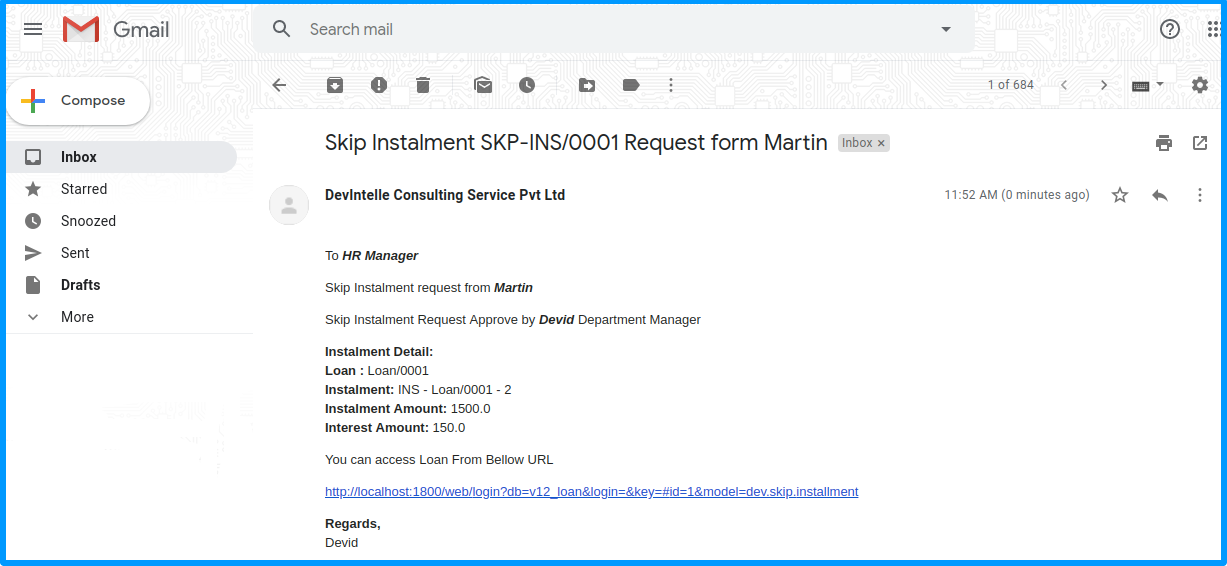 Gmail
Search mail
Compose
1 of 684
Inbox
Starred
Snoozed
Sent
Drafts
More
Skip Instalment SKP-INS/0001 Request form Martin Inbox ×
DevIntelle Consulting Service Pvt Ltd 11:52 AM (0 minutes ago)
To HR Manager
Skip Instalment request from Martin
Skip Instalment Request Approve by Devid Department Manager
Instalment Detail:
Loan : Loan/0001
Instalment: INS - Loan/0001 - 2
Instalment Amount: 1500.0
Interest Amount: 150.0
You can access Loan From Bellow URL
http://localhost:1800/web/login?db=v12_loan&login=&key=#id=1&model=dev.skip.installment
Regards,
Devid